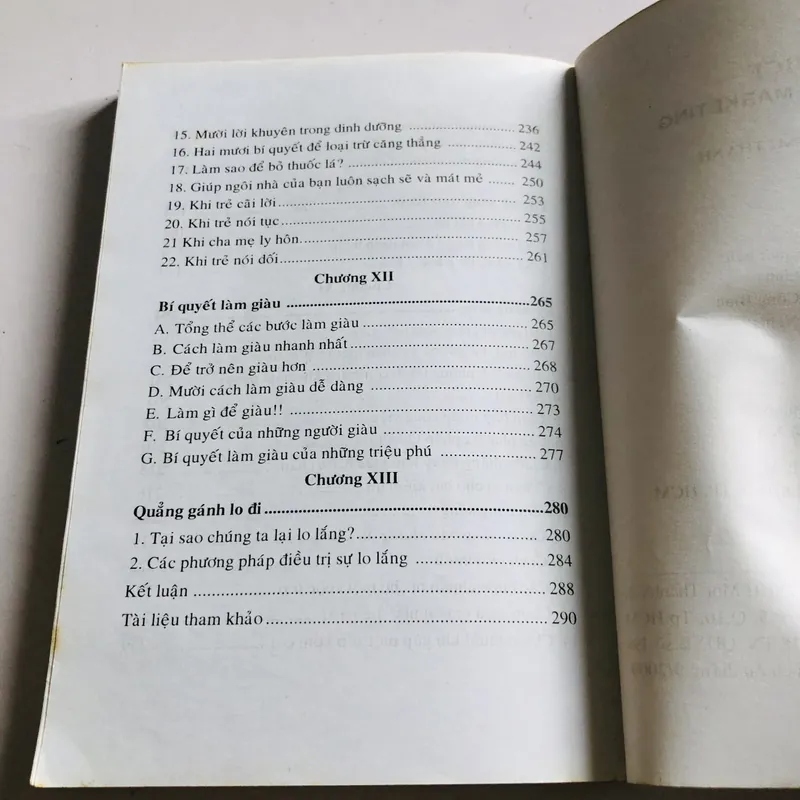 15. Mười lời khuyên trong dinh dưỡng ........ 236
16. Hai mươi bí quyết để loại trừ căng thẳng ........ 242
17. Làm sao để bỏ thuốc lá? ........ 244
18. Giúp ngôi nhà của bạn luôn sạch sẽ và mát mẻ ........ 250
19. Khi trẻ cãi lời ........ 253
20. Khi trẻ nói tục ........ 255
21 Khi cha mẹ ly hôn ........ 257
22. Khi trẻ nói dối ........ 261
Chương XII
Bí quyết làm giàu ........ 265
A. Tổng thể các bước làm giàu ........ 265
B. Cách làm giàu nhanh nhất ........ 267
C. Để trở nên giàu hơn ........ 268
D. Mười cách làm giàu dễ dàng ........ 270
E. Làm gì để giàu!! ........ 273
F. Bí quyết của những người giàu ........ 274
G. Bí quyết làm giàu của những triệu phú ........ 277
Chương XIII
Quẳng gánh lo đi ........ 280
1. Tại sao chúng ta lại lo lắng? ........ 280
2. Các phương pháp điều trị sự lo lắng ........ 284
Kết luận ........ 288
Tài liệu tham khảo ........ 290